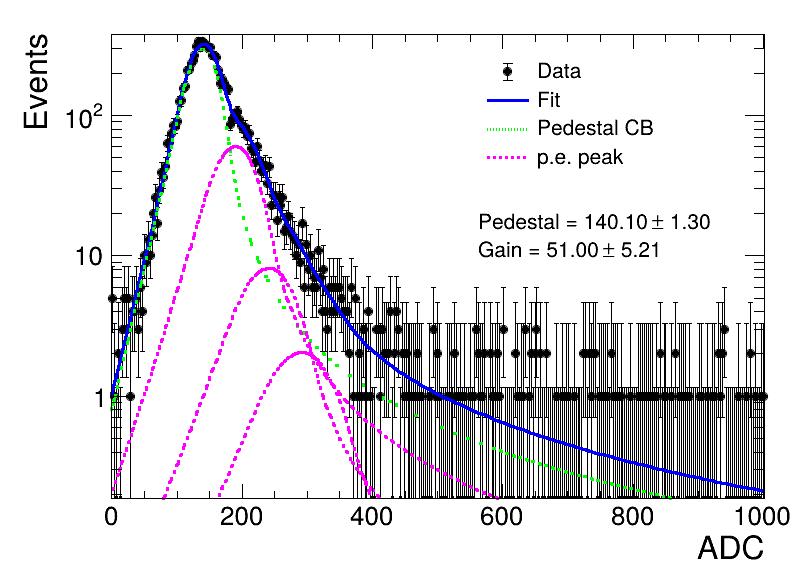 Events
10²
10
1
Data
Fit
Pedestal CB
p.e. peak
Pedestal = 140.10 ± 1.30
Gain = 51.00 ± 5.21
0 200 400 600 800 1000
ADC